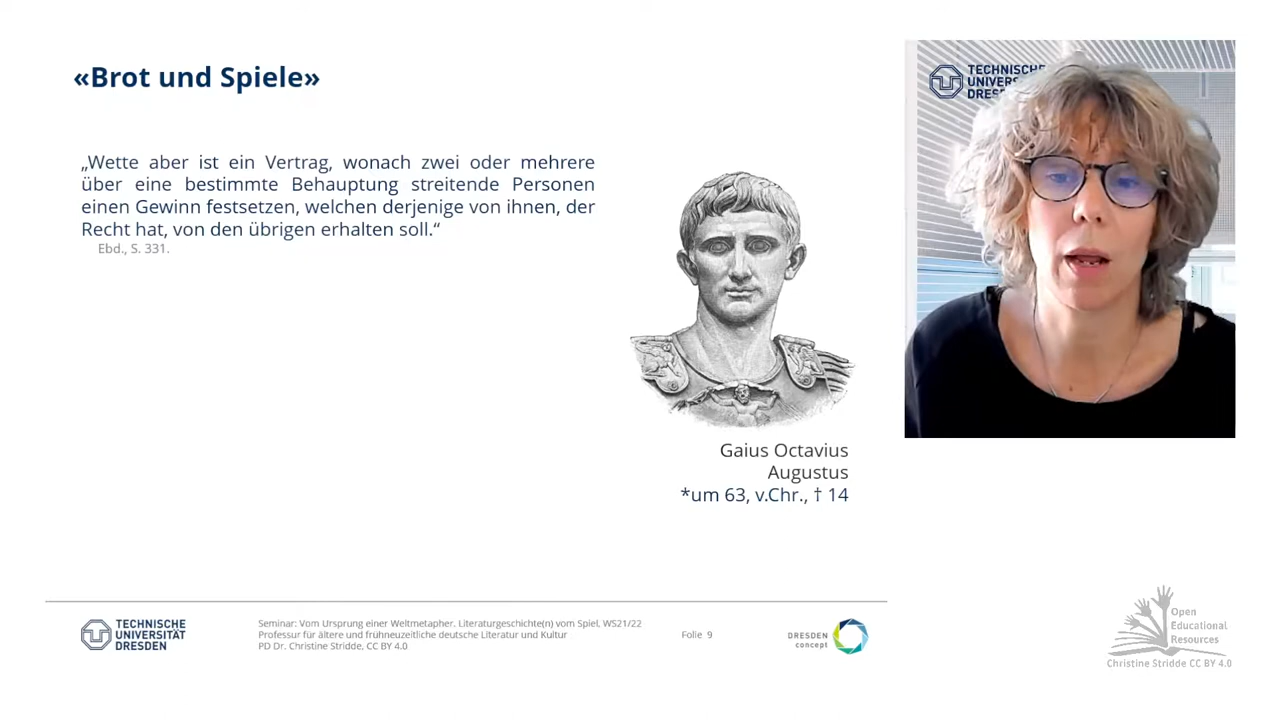 «Brot und Spiele»
„Wette aber ist ein Vertrag, wonach zwei oder mehrere
über eine bestimmte Behauptung streitende Personen
einen Gewinn festsetzen, welchen derjenige von ihnen, der
Recht hat, von den übrigen erhalten soll.“
Ebd., S. 331.
Gaius Octavius
Augustus
*um 63, v.Chr., † 14
TECHNISCHE
UNIVERS
DRES
TECHNISCHE
UNIVERSITÄT
DRESDEN
Seminar: Vom Ursprung einer Weltmetapher. Literaturgeschichte(n) vom Spiel, WS21/22
Professur für ältere und frühneuzeitliche deutsche Literatur und Kultur
PD Dr. Christine Stridde, CC BY 4.0
Folie 9
DRESDEN
concept
Open
Educational
Resources
Christine Stridde CC BY 4.0